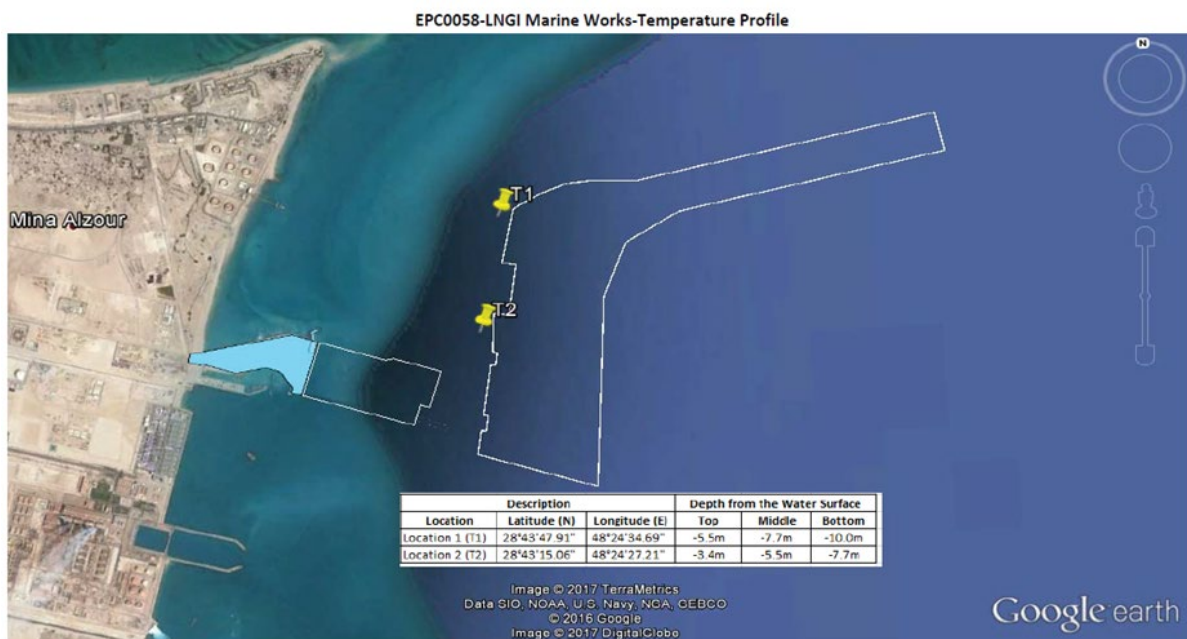 EPC0058-LNGI Marine Works-Temperature Profile
N
T1
Mina Alzour
T2
Description Depth from the Water Surface
Location Latitude (N) Longitude (E) Top Middle Bottom
Location 1 (T1) 28°43'47.91" 48°24'34.69" -5.5m -7.7m -10.0m
Location 2 (T2) 28°43'15.06" 48°24'27.21" -3.4m -5.5m -7.7m
Image © 2017 TerraMetrics
Data SIO, NOAA, U.S. Navy, NGA, GEBCO
© 2016 Google
Image © 2017 DigitalGlobe
Google earth